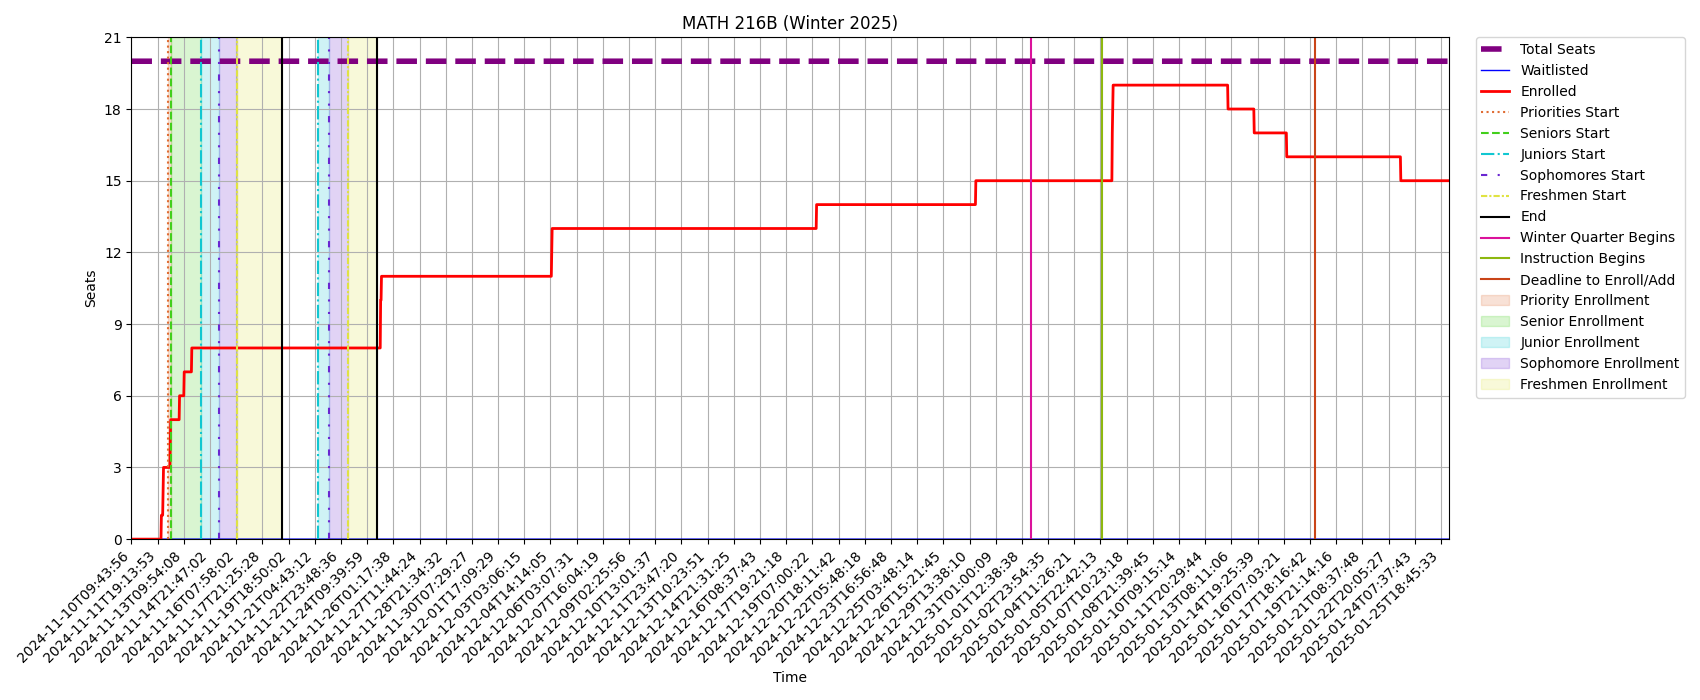 MATH 216B (Winter 2025)
21
18
15
12
9
6
3
0
Seats
2024-11-10T09:43:56
2024-11-11T19:13:53
2024-11-13T09:54:08
2024-11-14T21:47:02
2024-11-16T07:58:02
2024-11-17T21:25:28
2024-11-19T18:50:02
2024-11-21T04:43:12
2024-11-22T23:48:36
2024-11-24T09:39:59
2024-11-26T01:17:38
2024-11-27T11:44:24
2024-11-28T21:34:32
2024-11-30T07:29:27
2024-12-01T17:09:29
2024-12-03T03:06:15
2024-12-04T14:14:05
2024-12-06T03:07:31
2024-12-07T16:04:19
2024-12-09T02:25:56
2024-12-10T13:01:37
2024-12-11T23:47:20
2024-12-13T10:23:51
2024-12-14T21:31:25
2024-12-16T08:37:43
2024-12-17T19:21:18
2024-12-19T07:00:22
2024-12-20T18:11:42
2024-12-22T05:48:18
2024-12-23T16:56:48
2024-12-25T03:48:14
2024-12-26T15:21:45
2024-12-29T13:38:10
2024-12-31T01:00:09
2025-01-01T12:38:38
2025-01-02T23:54:35
2025-01-04T11:26:21
2025-01-05T22:42:13
2025-01-07T10:23:18
2025-01-08T21:39:45
2025-01-10T09:15:14
2025-01-11T20:29:44
2025-01-13T08:11:06
2025-01-14T19:25:39
2025-01-16T07:03:21
2025-01-17T18:16:42
2025-01-19T21:14:16
2025-01-21T08:37:48
2025-01-22T20:05:27
2025-01-24T07:37:43
2025-01-25T18:45:33
Time
Total Seats
Waitlisted
Enrolled
Priorities Start
Seniors Start
Juniors Start
Sophomores Start
Freshmen Start
End
Winter Quarter Begins
Instruction Begins
Deadline to Enroll/Add
Priority Enrollment
Senior Enrollment
Junior Enrollment
Sophomore Enrollment
Freshmen Enrollment